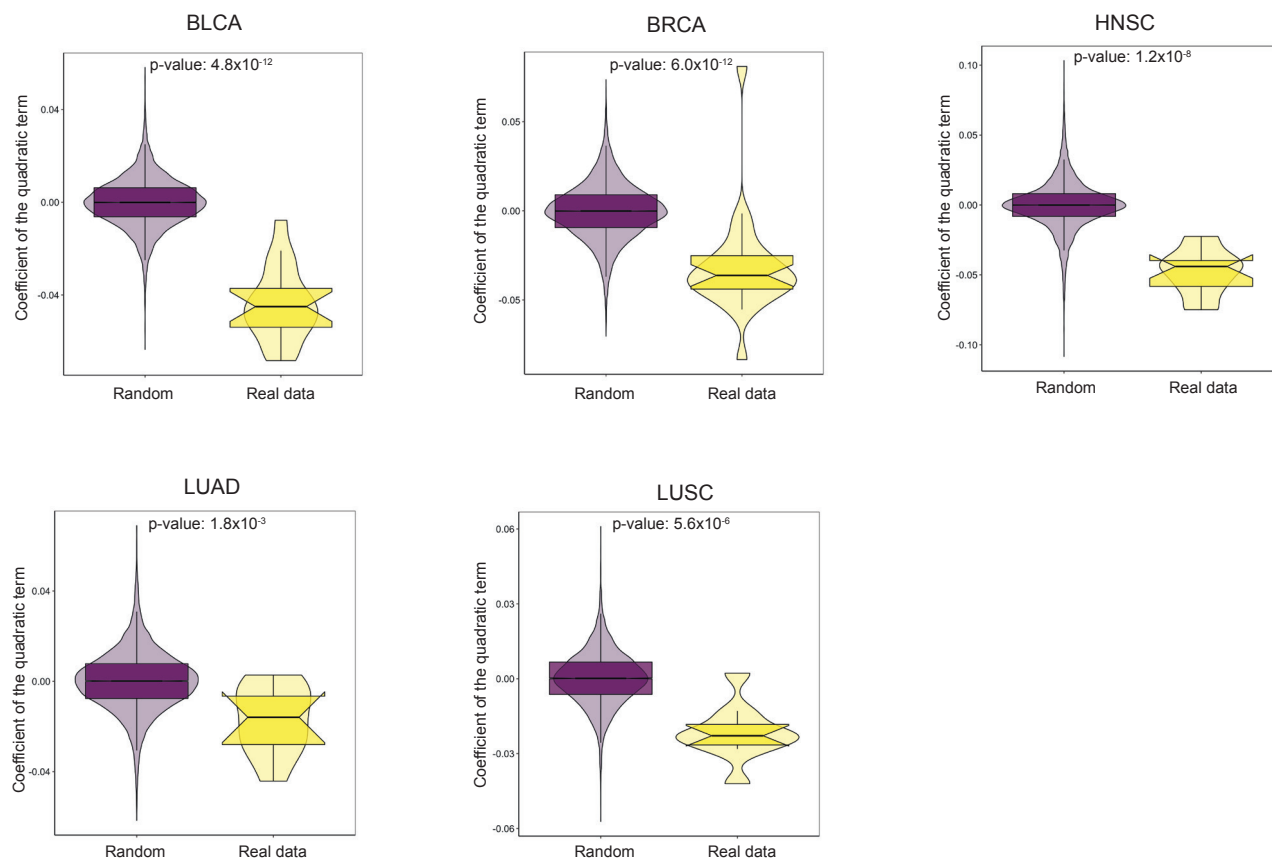 BLCA
p-value: 4.8x10⁻¹²
Coefficient of the quadratic term
0.04
0.00
-0.04
Random Real data
BRCA
p-value: 6.0x10⁻¹²
Coefficient of the quadratic term
0.05
0.00
-0.05
Random Real data
HNSC
p-value: 1.2x10⁻⁸
Coefficient of the quadratic term
0.10
0.05
0.00
-0.05
-0.10
Random Real data
LUAD
p-value: 1.8x10⁻³
Coefficient of the quadratic term
0.04
0.00
-0.04
Random Real data
LUSC
p-value: 5.6x10⁻⁶
Coefficient of the quadratic term
0.06
0.03
0.00
-0.03
-0.06
Random Real data